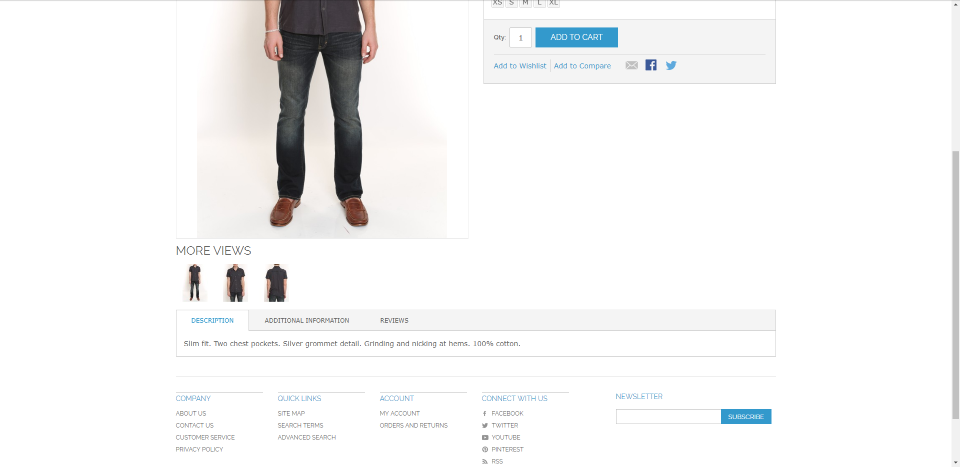 XS S M L XL
Qty: 1 ADD TO CART
Add to Wishlist Add to Compare
MORE VIEWS
DESCRIPTION ADDITIONAL INFORMATION REVIEWS
Slim fit. Two chest pockets. Silver grommet detail. Grinding and nicking at hems. 100% cotton.
COMPANY
ABOUT US
CONTACT US
CUSTOMER SERVICE
PRIVACY POLICY
QUICK LINKS
SITE MAP
SEARCH TERMS
ADVANCED SEARCH
ACCOUNT
MY ACCOUNT
ORDERS AND RETURNS
CONNECT WITH US
FACEBOOK
TWITTER
YOUTUBE
PINTEREST
RSS
NEWSLETTER
SUBSCRIBE